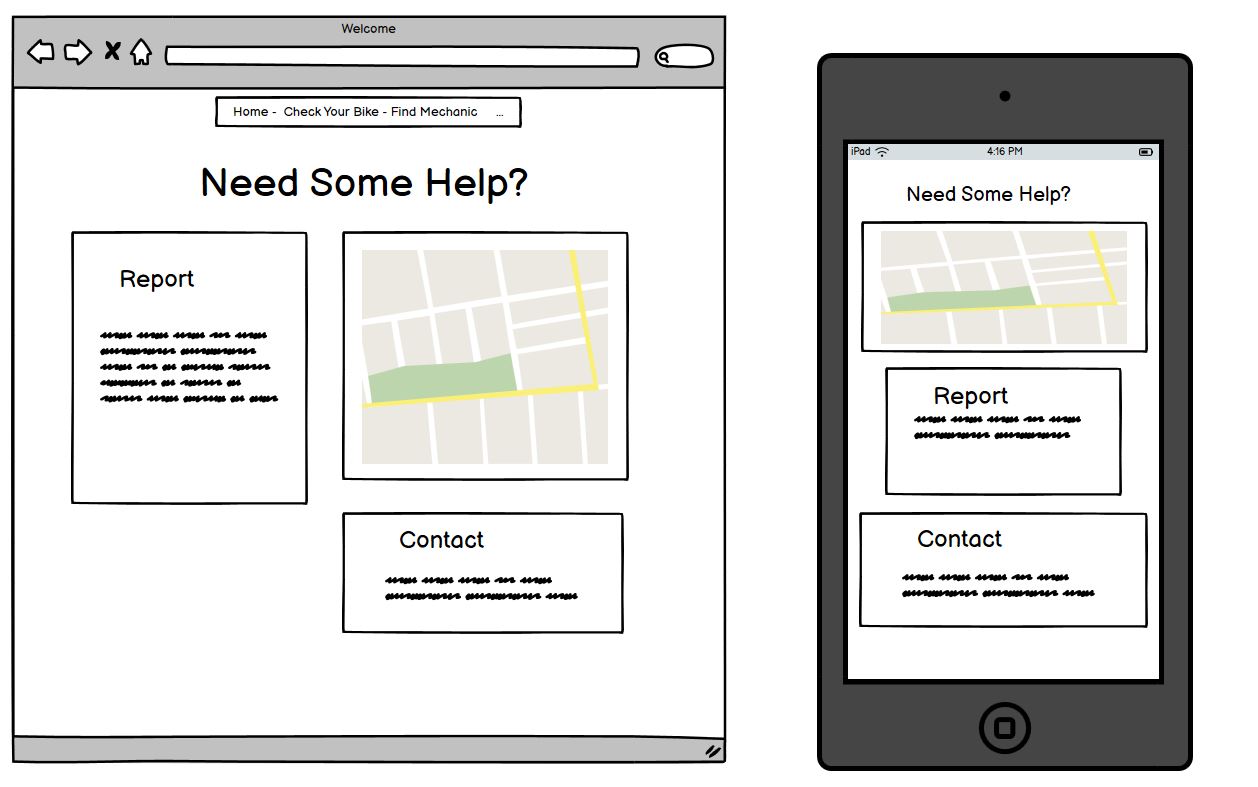 Welcome
Home - Check Your Bike - Find Mechanic ...
Need Some Help?
Report
Contact
iPad 4:16 PM
Need Some Help?
Report
Contact